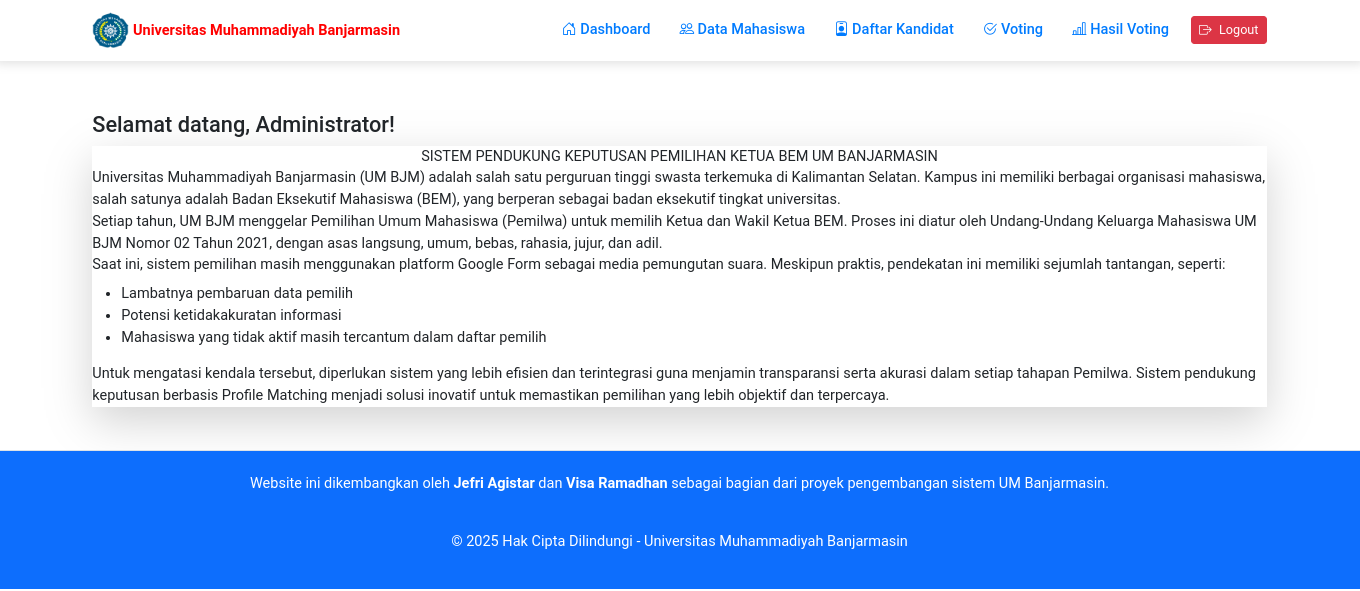 Universitas Muhammadiyah Banjarmasin
Dashboard
Data Mahasiswa
Daftar Kandidat
Voting
Hasil Voting
Logout
Selamat datang, Administrator!
SISTEM PENDUKUNG KEPUTUSAN PEMILIHAN KETUA BEM UM BANJARMASIN
Universitas Muhammadiyah Banjarmasin (UM BJM) adalah salah satu perguruan tinggi swasta terkemuka di Kalimantan Selatan. Kampus ini memiliki berbagai organisasi mahasiswa,
salah satunya adalah Badan Eksekutif Mahasiswa (BEM), yang berperan sebagai badan eksekutif tingkat universitas.
Setiap tahun, UM BJM menggelar Pemilihan Umum Mahasiswa (Pemilwa) untuk memilih Ketua dan Wakil Ketua BEM. Proses ini diatur oleh Undang-Undang Keluarga Mahasiswa UM
BJM Nomor 02 Tahun 2021, dengan asas langsung, umum, bebas, rahasia, jujur, dan adil.
Saat ini, sistem pemilihan masih menggunakan platform Google Form sebagai media pemungutan suara. Meskipun praktis, pendekatan ini memiliki sejumlah tantangan, seperti:
• Lambatnya pembaruan data pemilih
• Potensi ketidakakuratan informasi
• Mahasiswa yang tidak aktif masih tercantum dalam daftar pemilih
Untuk mengatasi kendala tersebut, diperlukan sistem yang lebih efisien dan terintegrasi guna menjamin transparansi serta akurasi dalam setiap tahapan Pemilwa. Sistem pendukung
keputusan berbasis Profile Matching menjadi solusi inovatif untuk memastikan pemilihan yang lebih objektif dan terpercaya.
Website ini dikembangkan oleh Jefri Agistar dan Visa Ramadhan sebagai bagian dari proyek pengembangan sistem UM Banjarmasin.
© 2025 Hak Cipta Dilindungi - Universitas Muhammadiyah Banjarmasin